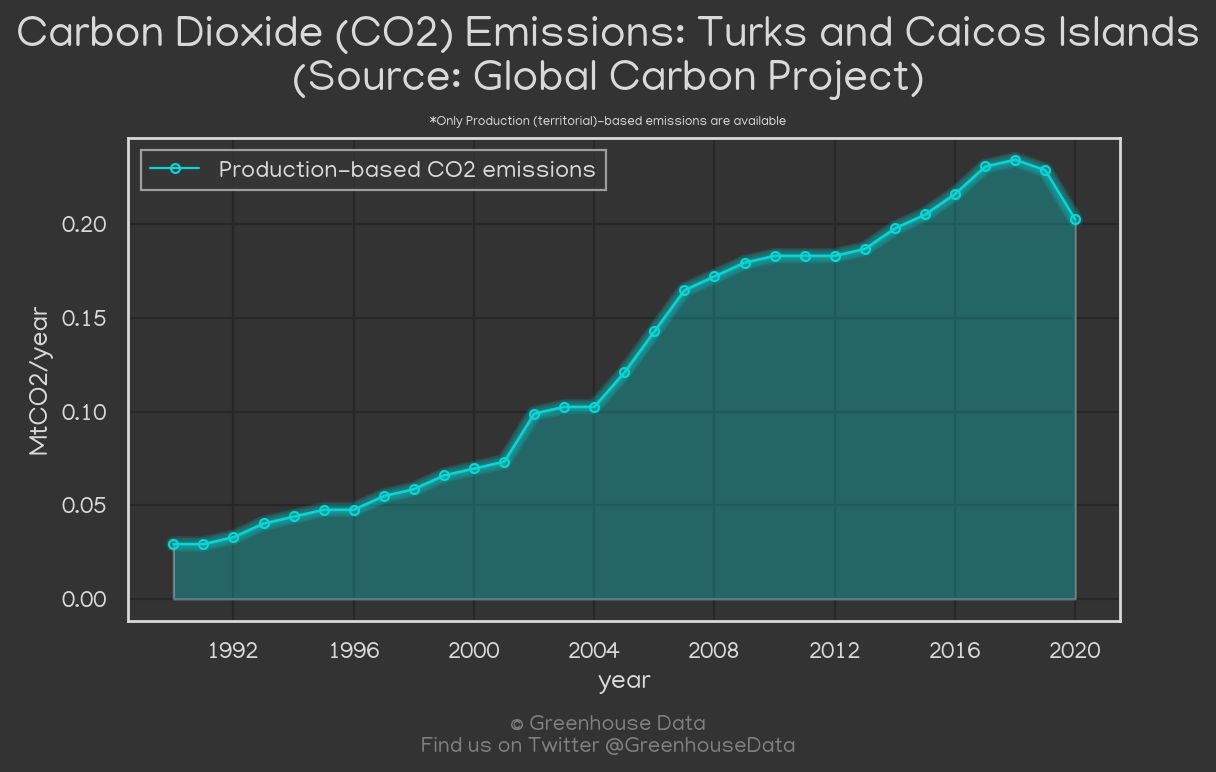 Carbon Dioxide (CO2) Emissions: Turks and Caicos Islands
(Source: Global Carbon Project)
*Only Production (territorial)-based emissions are available
Production-based CO2 emissions
0.20
0.15
0.10
0.05
0.00
MtCO2/year
1992 1996 2000 2004 2008 2012 2016 2020
year
© Greenhouse Data
Find us on Twitter @GreenhouseData